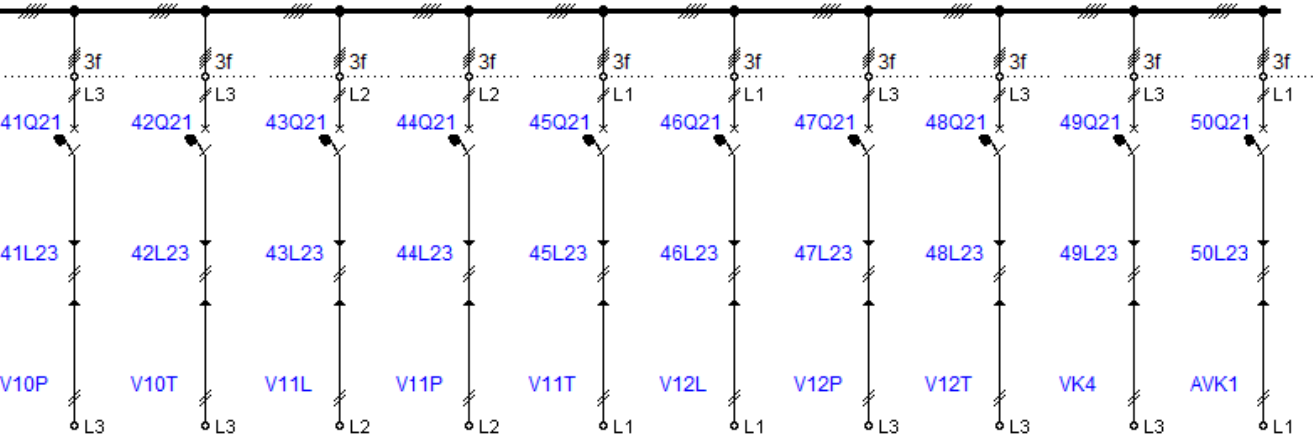 3f 3f 3f 3f 3f 3f 3f 3f 3f 3f
L3 L3 L2 L2 L1 L1 L3 L3 L3 L1
41Q21 42Q21 43Q21 44Q21 45Q21 46Q21 47Q21 48Q21 49Q21 50Q21
41L23 42L23 43L23 44L23 45L23 46L23 47L23 48L23 49L23 50L23
V10P V10T V11L V11P V11T V12L V12P V12T VK4 AVK1
L3 L3 L2 L2 L1 L1 L3 L3 L3 L1